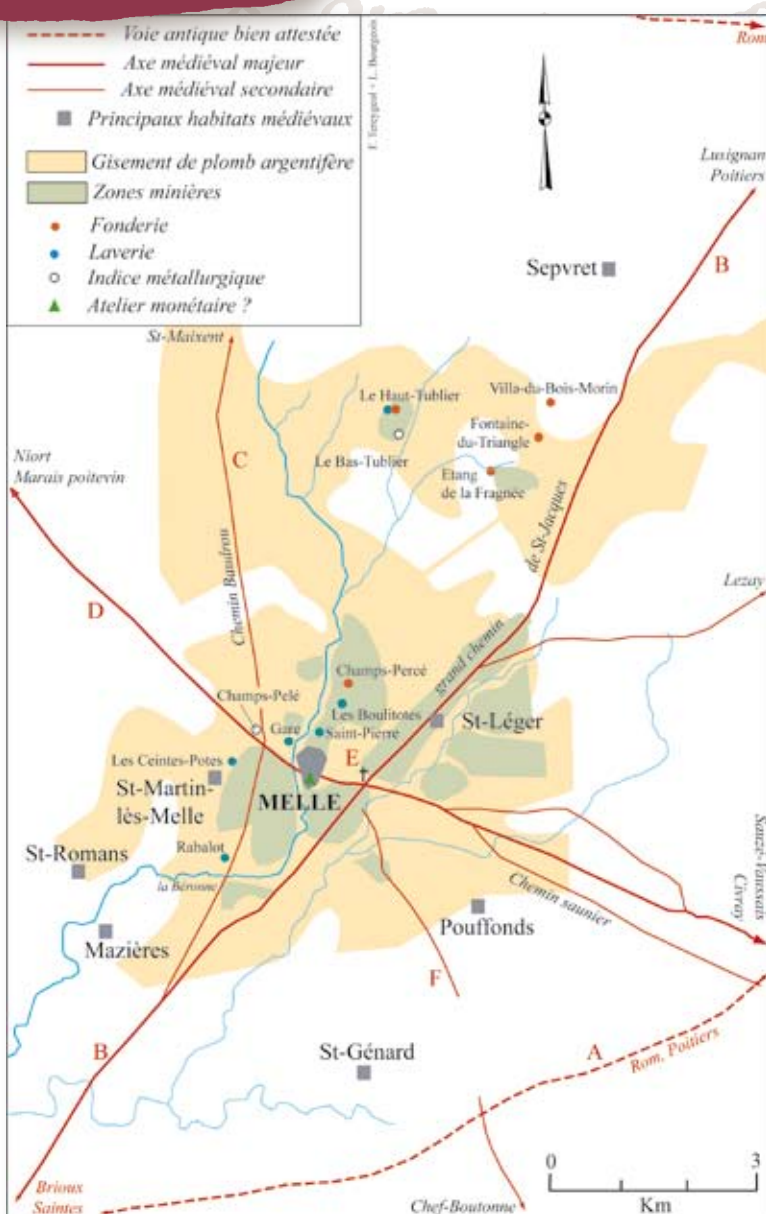 Voie antique bien attestée
Axe médiéval majeur
Axe médiéval secondaire
Principaux habitats médiévaux
Gisement de plomb argentifère
Zones minières
Fonderie
Laverie
Indice métallurgique
Atelier monétaire ?
F. Tereygeol - L. Bourgeois
Rom
Lusignan
Poitiers
B
Sepvret
St-Maixent
Le Haut-Tublier
Villa-du-Bois-Morin
Fontaine-
du-Triangle
Le Bas-Tublier
Etang
de la Fragnée
Niort
Marais poitevin
C
Chemin Baudrou
de St-Jacques
Lezay
D
grand chemin
Champs-Percé
Champs-Pelé
Les Boulitotes
St-Léger
Gare
Saint-Pierre
E
Les Ceintes-Potes
St-Martin-
lès-Melle
MELLE
Rabalot
St-Romans
la Béronne
Mazières
Pouffonds
Chemin saunier
Sauzé-Vaussais
Civray
F
B
St-Génard
A
Rom, Poitiers
Brioux
Saintes
Chef-Boutonne
0 3
Km